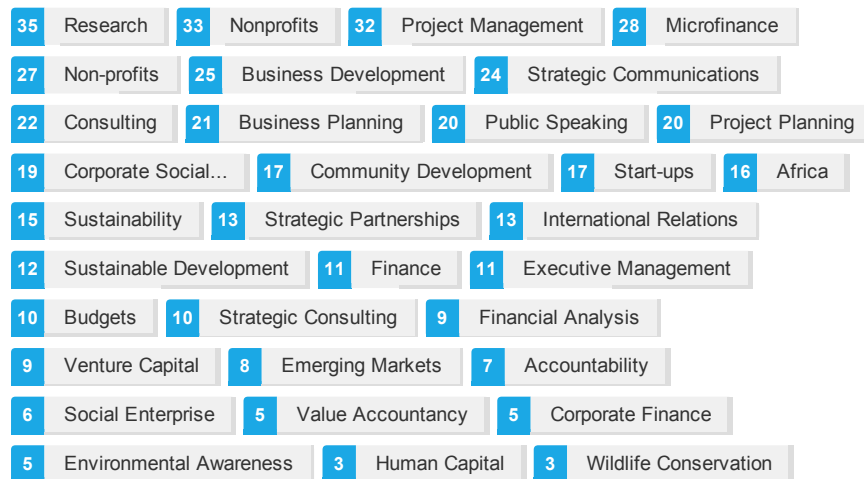 35 Research 33 Nonprofits 32 Project Management 28 Microfinance
27 Non-profits 25 Business Development 24 Strategic Communications
22 Consulting 21 Business Planning 20 Public Speaking 20 Project Planning
19 Corporate Social... 17 Community Development 17 Start-ups 16 Africa
15 Sustainability 13 Strategic Partnerships 13 International Relations
12 Sustainable Development 11 Finance 11 Executive Management
10 Budgets 10 Strategic Consulting 9 Financial Analysis
9 Venture Capital 8 Emerging Markets 7 Accountability
6 Social Enterprise 5 Value Accountancy 5 Corporate Finance
5 Environmental Awareness 3 Human Capital 3 Wildlife Conservation